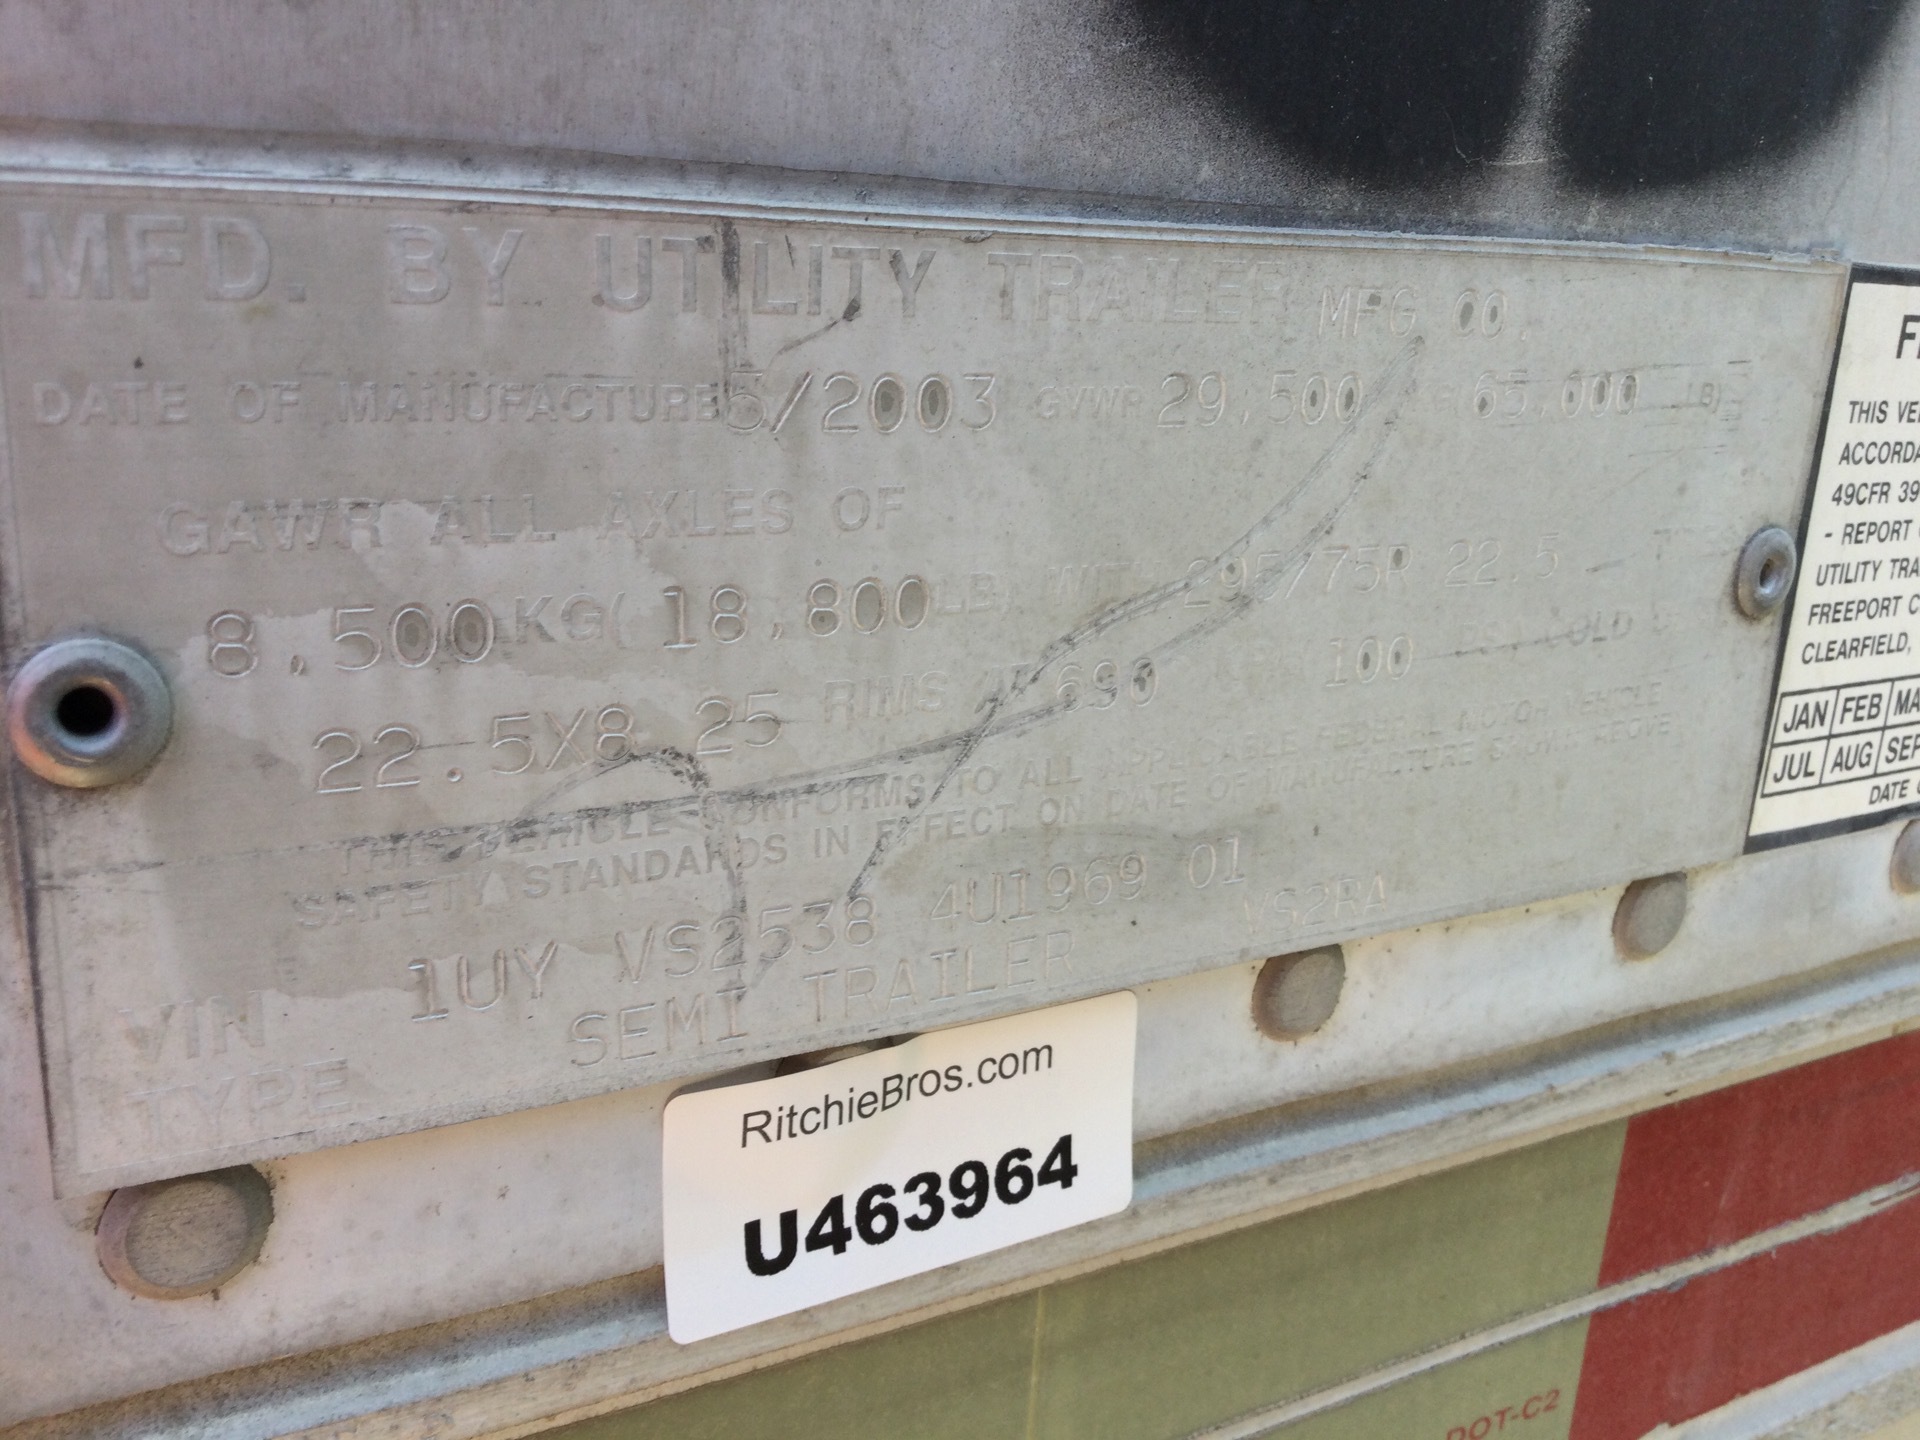 MFD. BY UTILITY TRAILER MFG CO.
DATE OF MANUFACTURE 5/2003 GVWR 29,500 65,000 LB)
GAWR ALL AXLES OF
8,500 KG( 18,800 LB) 295/75R 22.5
22.5X8.25 RIMS 690 (100 PSI) COLD
THIS VEHICLE CONFORMS TO ALL APPLICABLE FEDERAL MOTOR VEHICLE
SAFETY STANDARDS IN EFFECT ON DATE OF MANUFACTURE SHOWN ABOVE
VIN 1UY VS2538 4U1969 01
TYPE SEMI TRAILER VS2RA
THIS VE
ACCORDA
49CFR 39
- REPORT
UTILITY TRA
FREEPORT C
CLEARFIELD,
JAN FEB MA
JUL AUG SEP
DATE
RitchieBros.com
U463964
DOT-C2